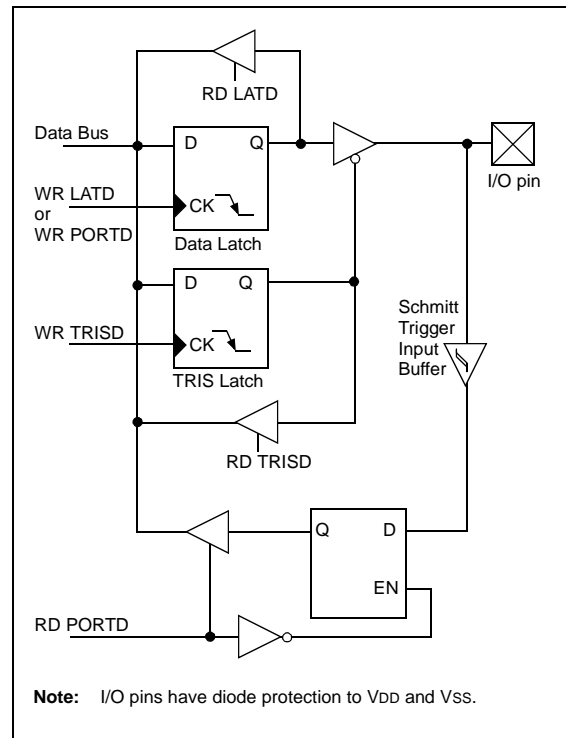 RD LATD
Data Bus
D Q
WR LATD
or
WR PORTD
CK
Data Latch
I/O pin
D Q
WR TRISD
CK
TRIS Latch
Schmitt
Trigger
Input
Buffer
RD TRISD
Q D
EN
RD PORTD
Note: I/O pins have diode protection to VDD and VSS.